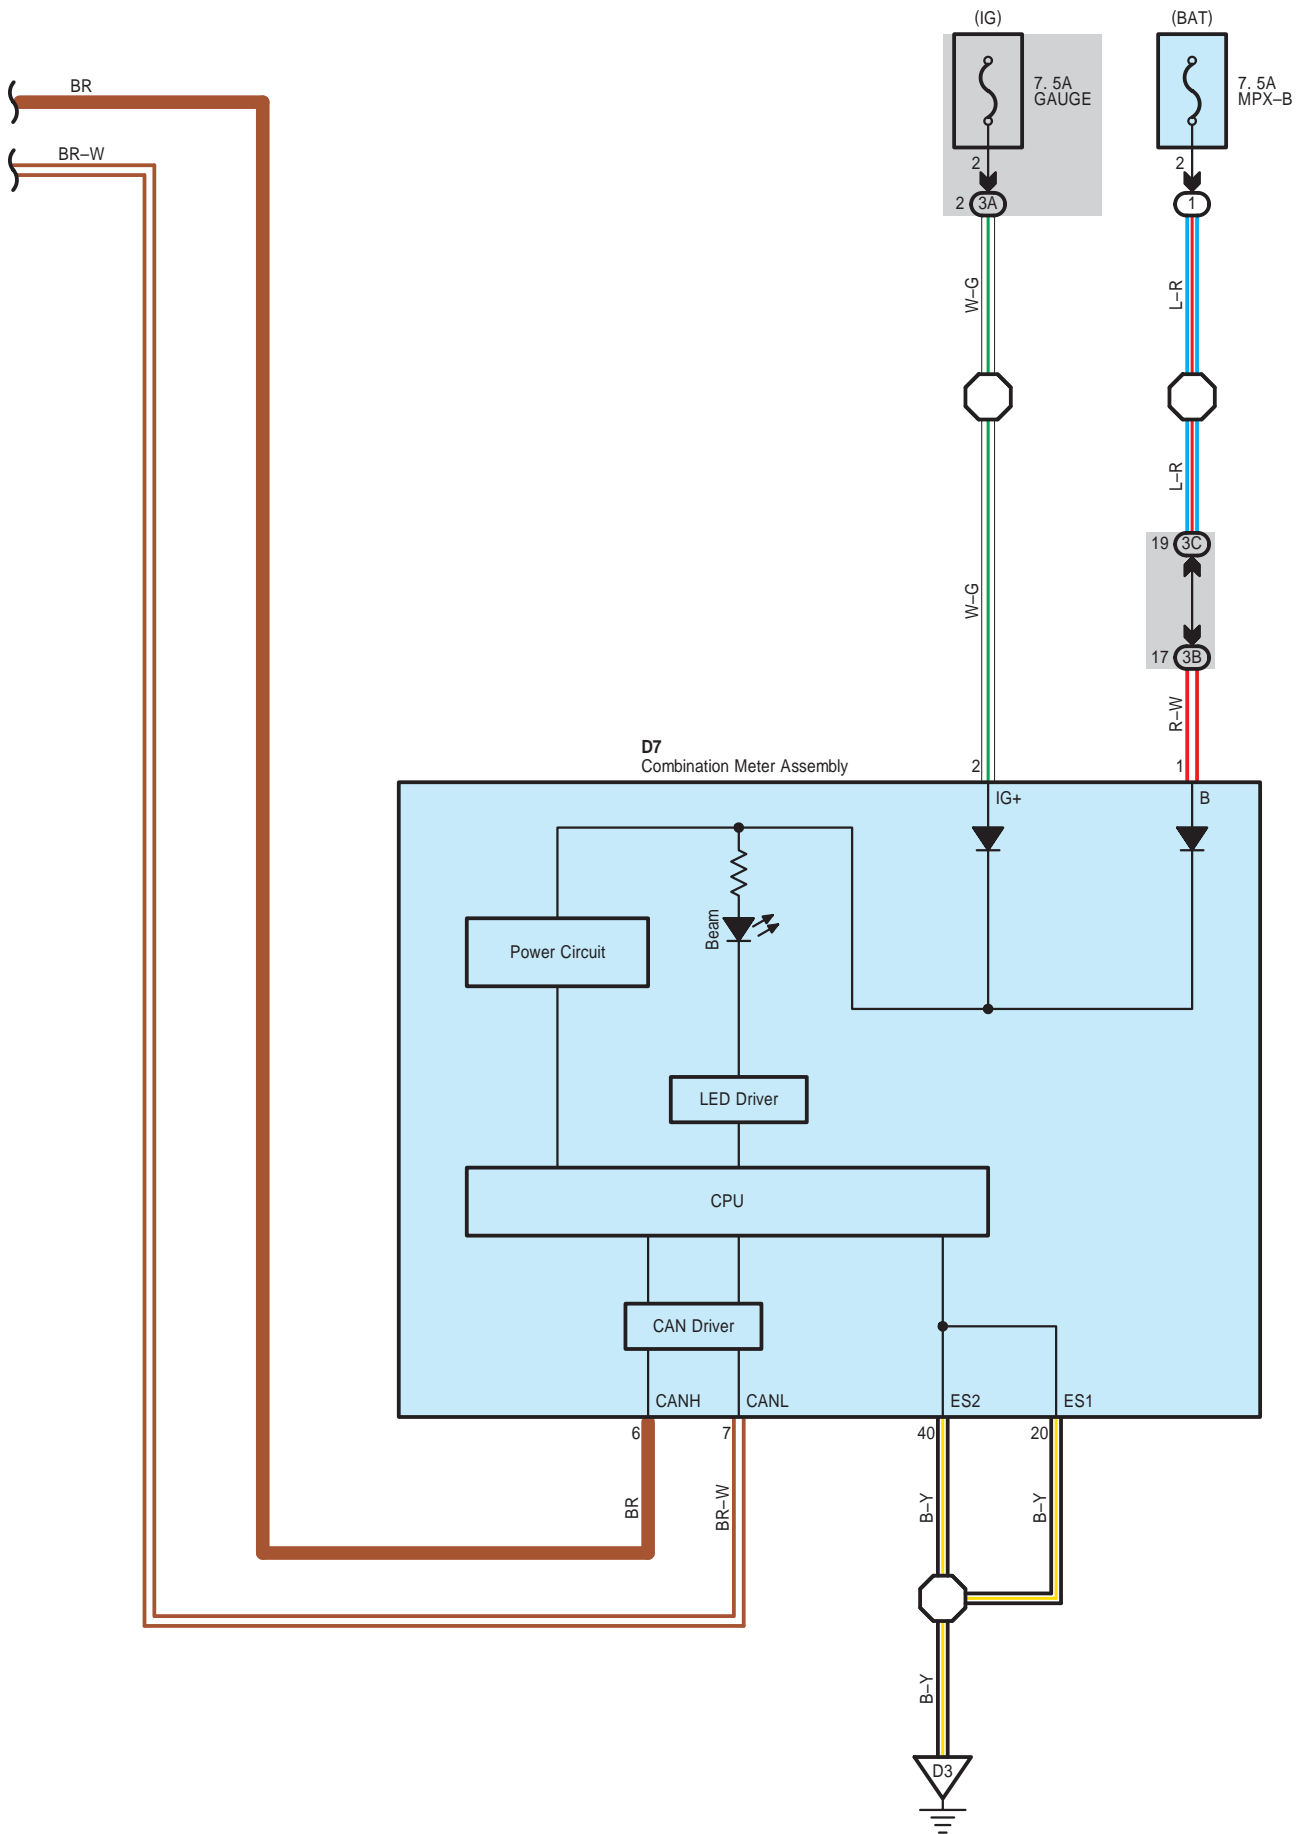 (IG)
(BAT)
7. 5A
GAUGE
7. 5A
MPX–B
BR
BR–W
2
2
2
3A
1
W–G
L–R
L–R
19
3C
W–G
17
3B
R–W
D7
Combination Meter Assembly
2
1
IG+
B
Beam
Power Circuit
LED Driver
CPU
CAN Driver
CANH
CANL
ES2
ES1
6
7
40
20
BR
BR–W
B–Y
B–Y
B–Y
D3